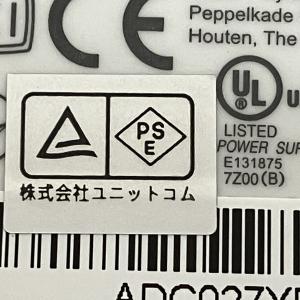 Peppelkade
Houten, The
UL
LISTED
POWER SUP
E131875
7Z00(B)
PS
E
株式会社ユニットコム